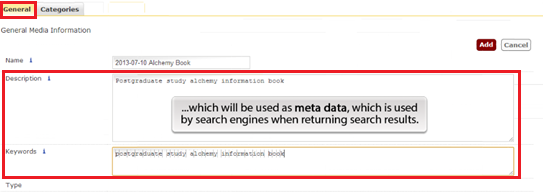 General Categories
General Media Information
Add Cancel
Name i 2013-07-10 Alchemy Book
Description i Postgraduate study alchemy information book
...which will be used as meta data, which is used
by search engines when returning search results.
Keywords i postgraduate study alchemy information book
Type